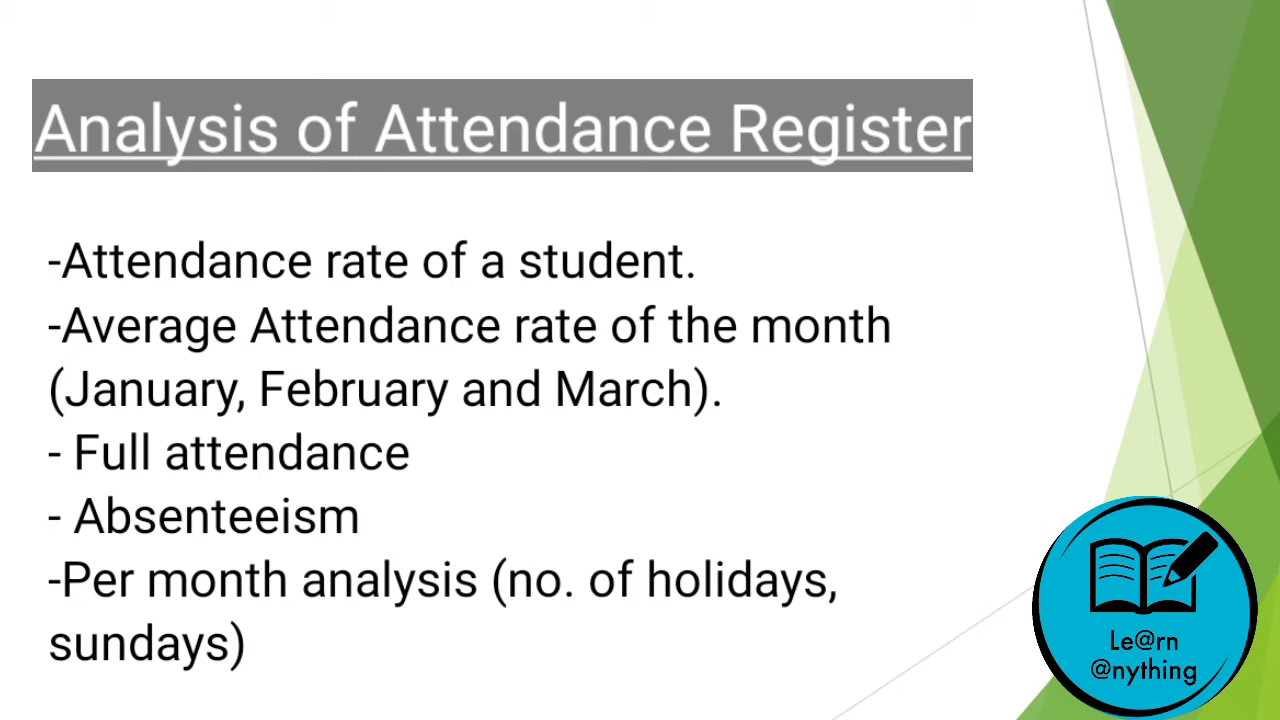 Analysis of Attendance Register
-Attendance rate of a student.
-Average Attendance rate of the month
(January, February and March).
- Full attendance
- Absenteeism
-Per month analysis (no. of holidays,
sundays)
Le@rn
@nything